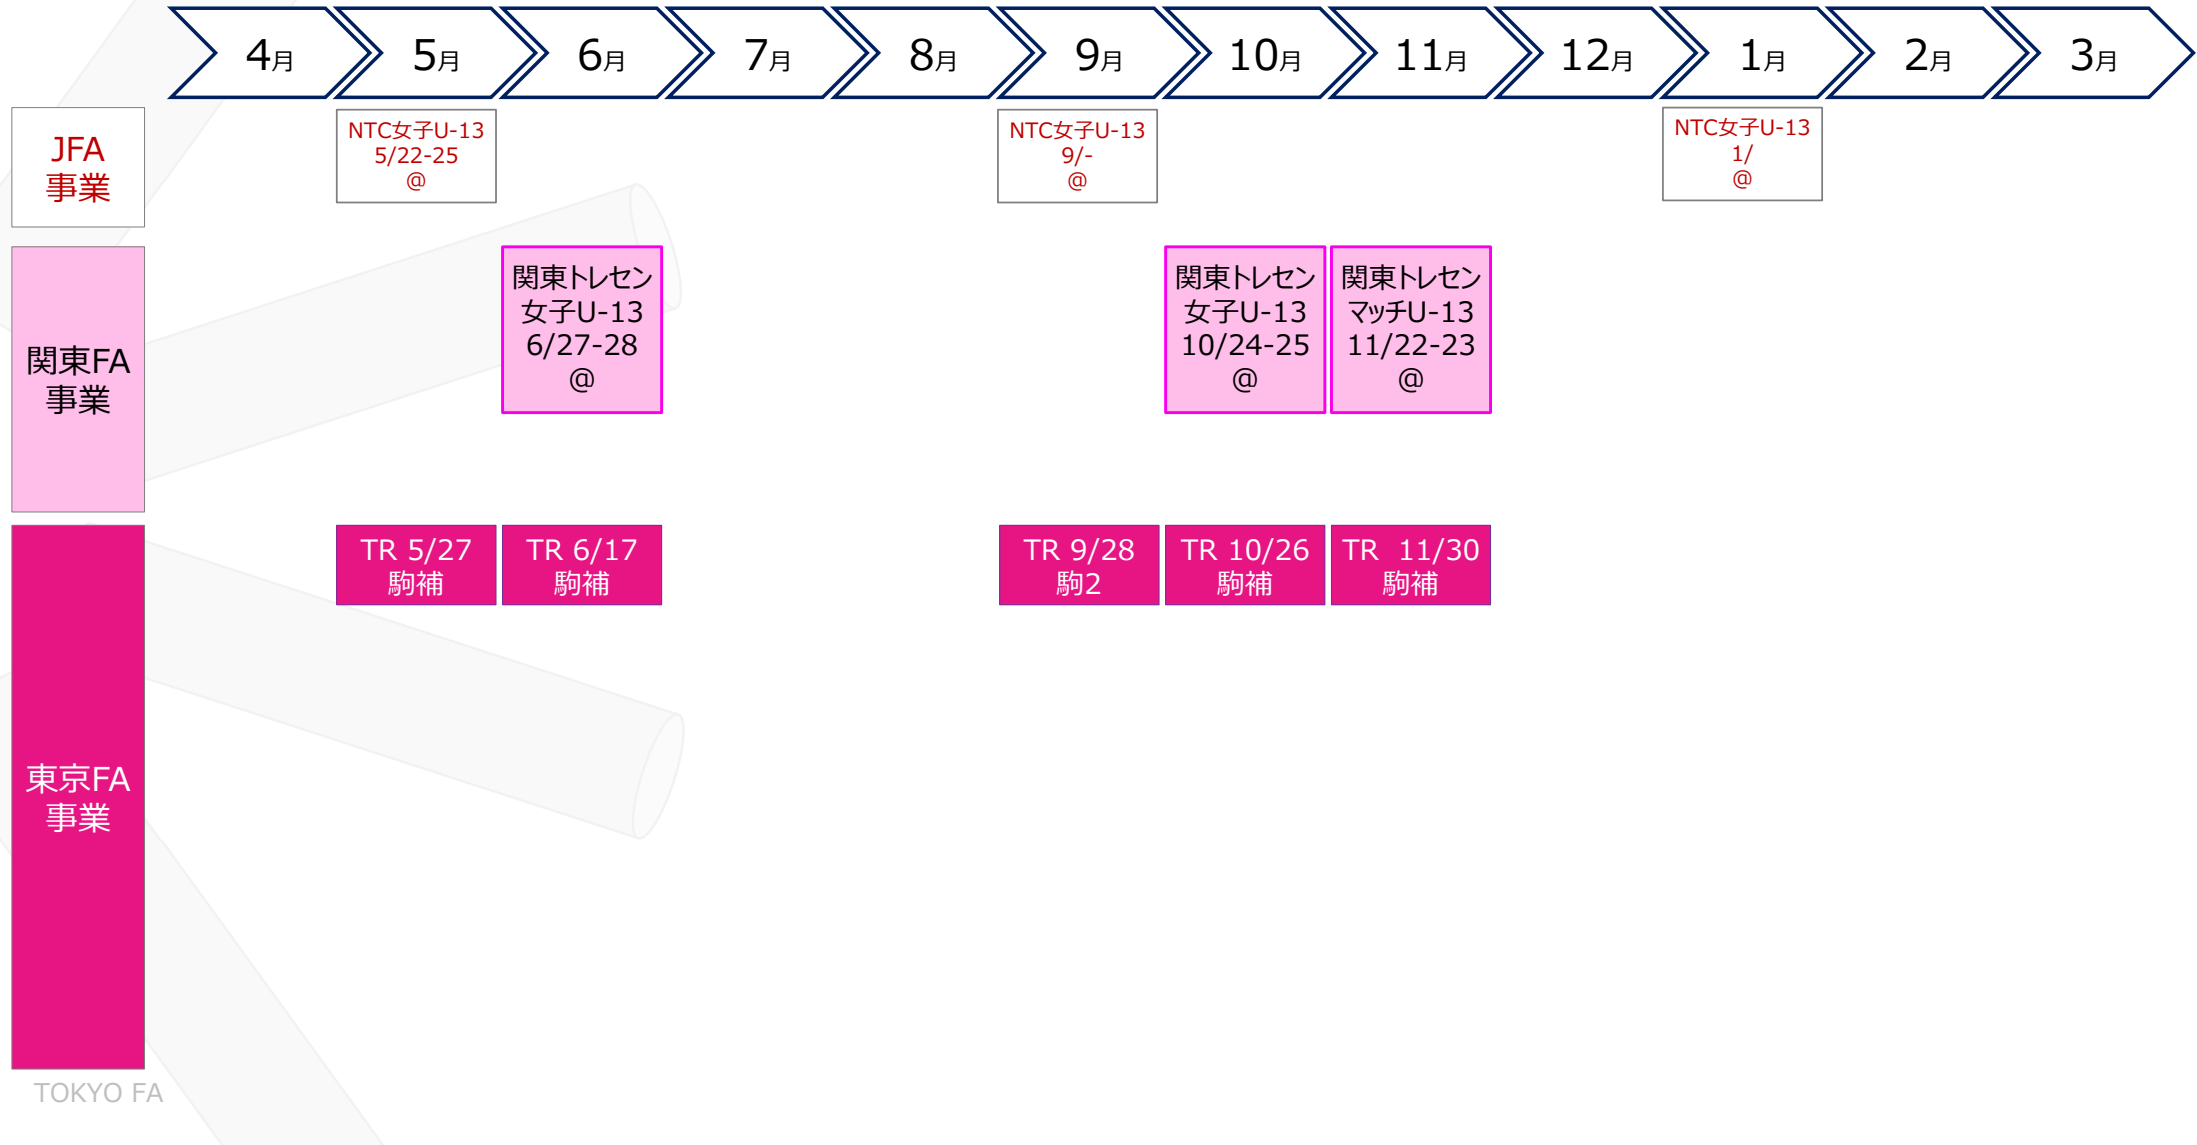 4月 5月 6月 7月 8月 9月 10月 11月 12月 1月 2月 3月
JFA
事業
NTC女子U-13
5/22-25
@
NTC女子U-13
9/-
@
NTC女子U-13
1/
@
関東FA
事業
関東トレセン
女子U-13
6/27-28
@
関東トレセン
女子U-13
10/24-25
@
関東トレセン
マッチU-13
11/22-23
@
東京FA
事業
TR 5/27
駒補
TR 6/17
駒補
TR 9/28
駒2
TR 10/26
駒補
TR 11/30
駒補
TOKYO FA